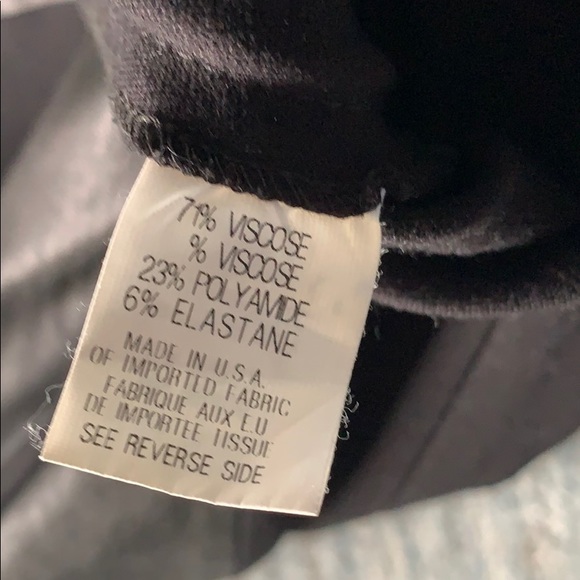 71% VISCOSE
% VISCOSE
23% POLYAMIDE
6% ELASTANE
MADE IN U.S.A.
OF IMPORTED FABRIC
FABRIQUE AUX E.U
DE IMPORTEE TISSUE
SEE REVERSE SIDE